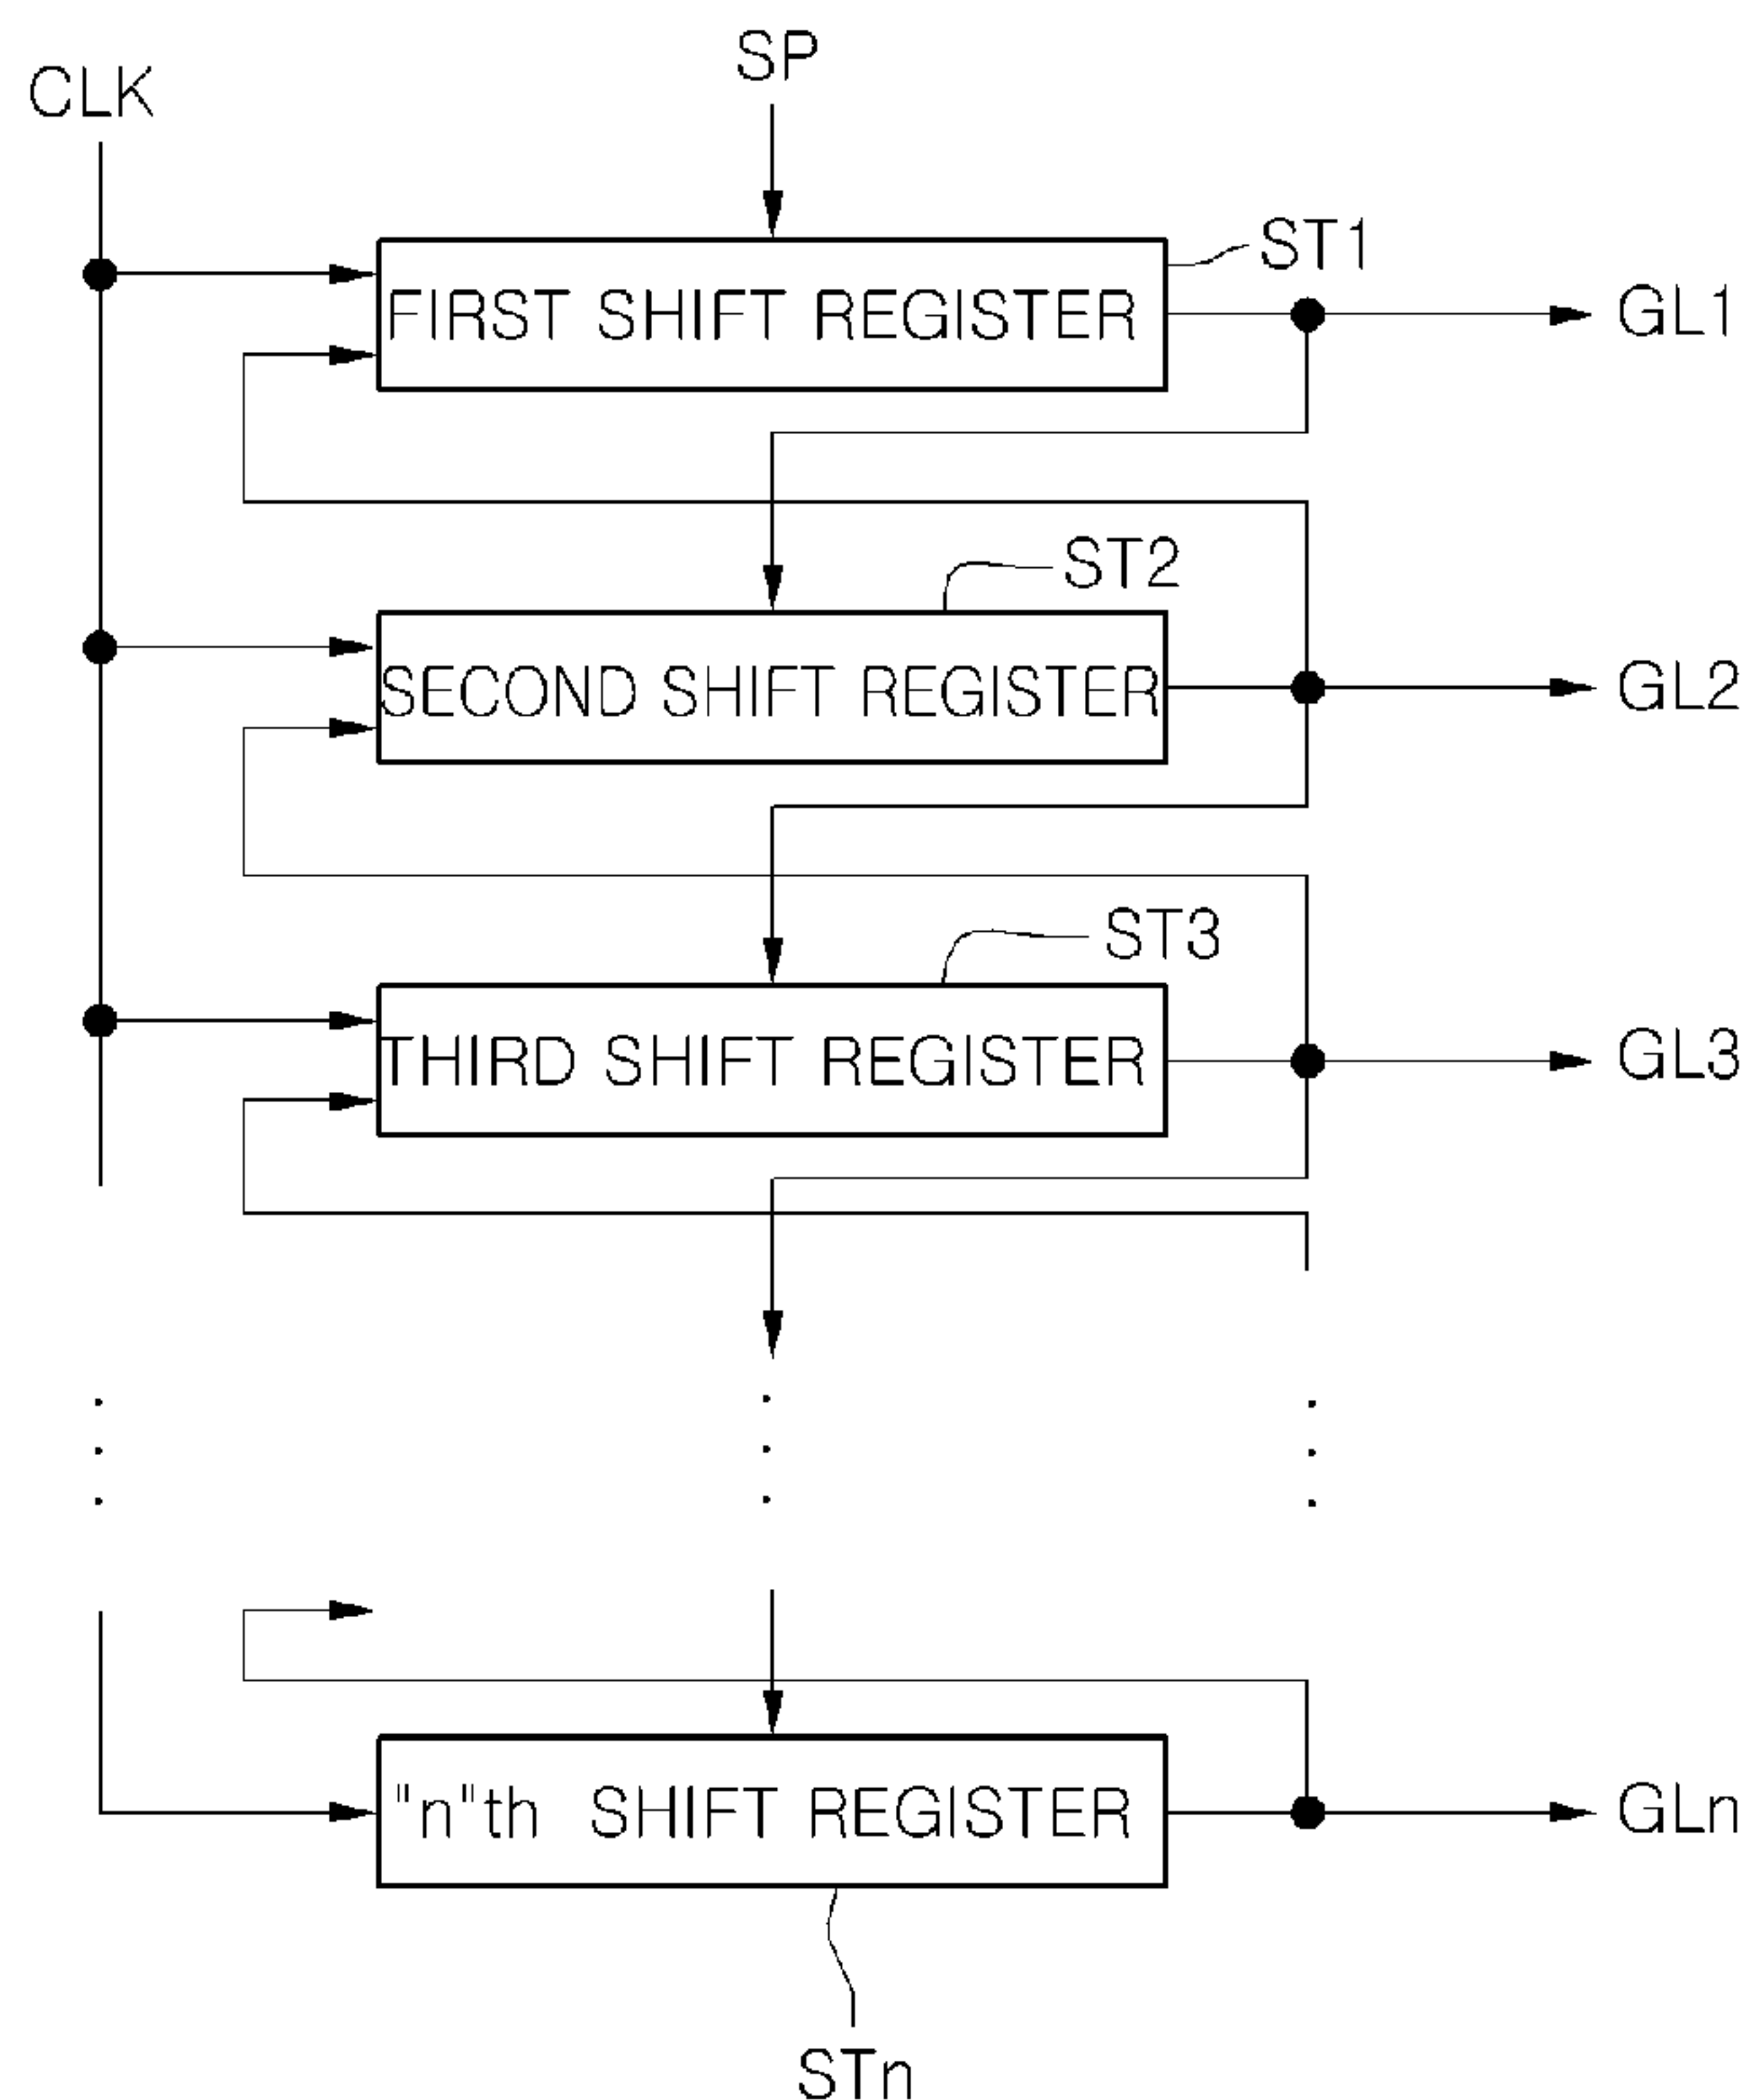 SP
CLK
ST1
FIRST SHIFT REGISTER
GL1
ST2
SECOND SHIFT REGISTER
GL2
ST3
THIRD SHIFT REGISTER
GL3
"n"th SHIFT REGISTER
GLn
STn